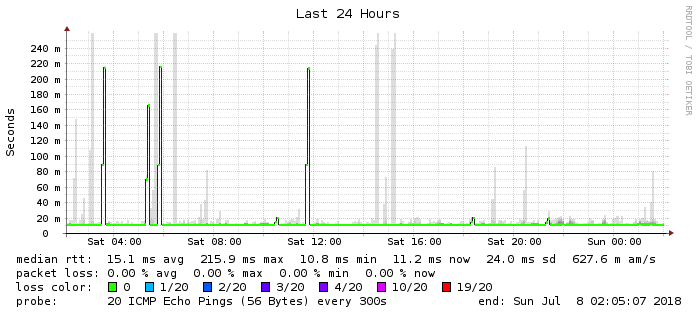 Last 24 Hours
RRDTOOL / TOBI OETIKER
Seconds
240 m
220 m
200 m
180 m
160 m
140 m
120 m
100 m
80 m
60 m
40 m
20 m
0
Sat 04:00 Sat 08:00 Sat 12:00 Sat 16:00 Sat 20:00 Sun 00:00
median rtt: 15.1 ms avg 215.9 ms max 10.8 ms min 11.2 ms now 24.0 ms sd 627.6 m am/s
packet loss: 0.00 % avg 0.00 % max 0.00 % min 0.00 % now
loss color: 0 1/20 2/20 3/20 4/20 10/20 19/20
probe: 20 ICMP Echo Pings (56 Bytes) every 300s end: Sun Jul 8 02:05:07 2018